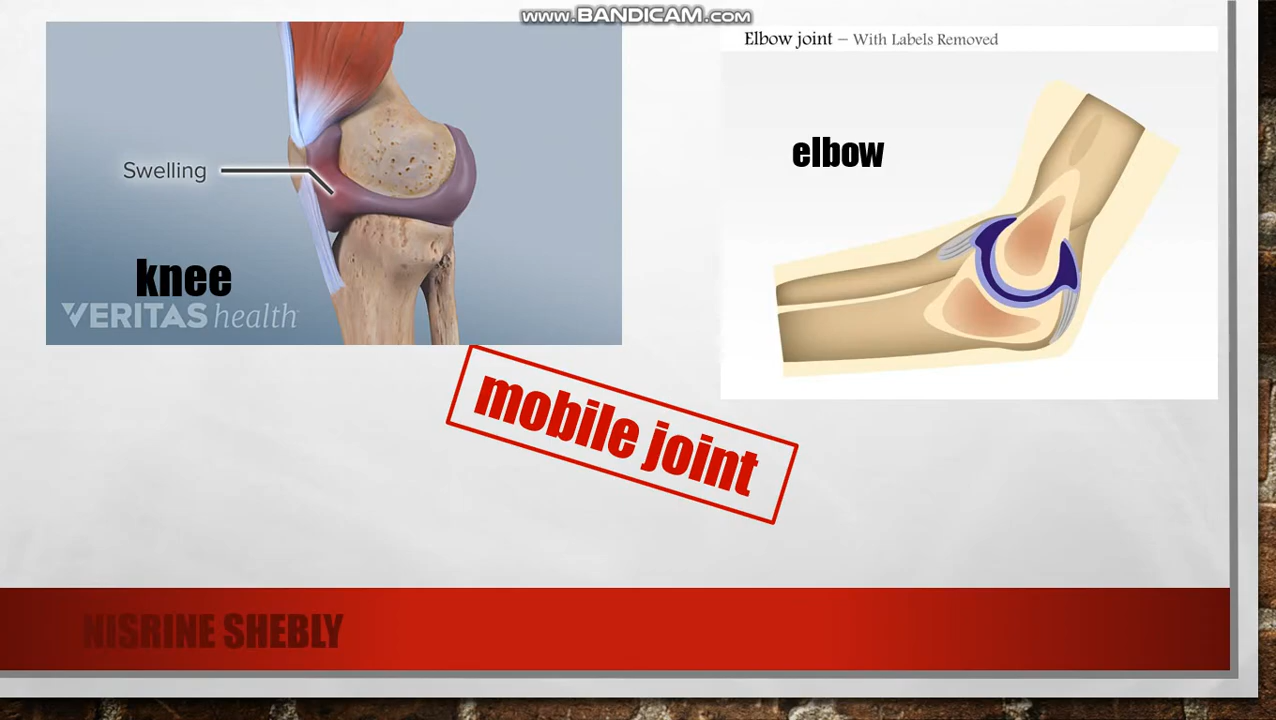 www.BANDICAM.com
Elbow joint – With Labels Removed
elbow
Swelling
knee
VERITAS health
mobile joint
NISRINE SHEBLY